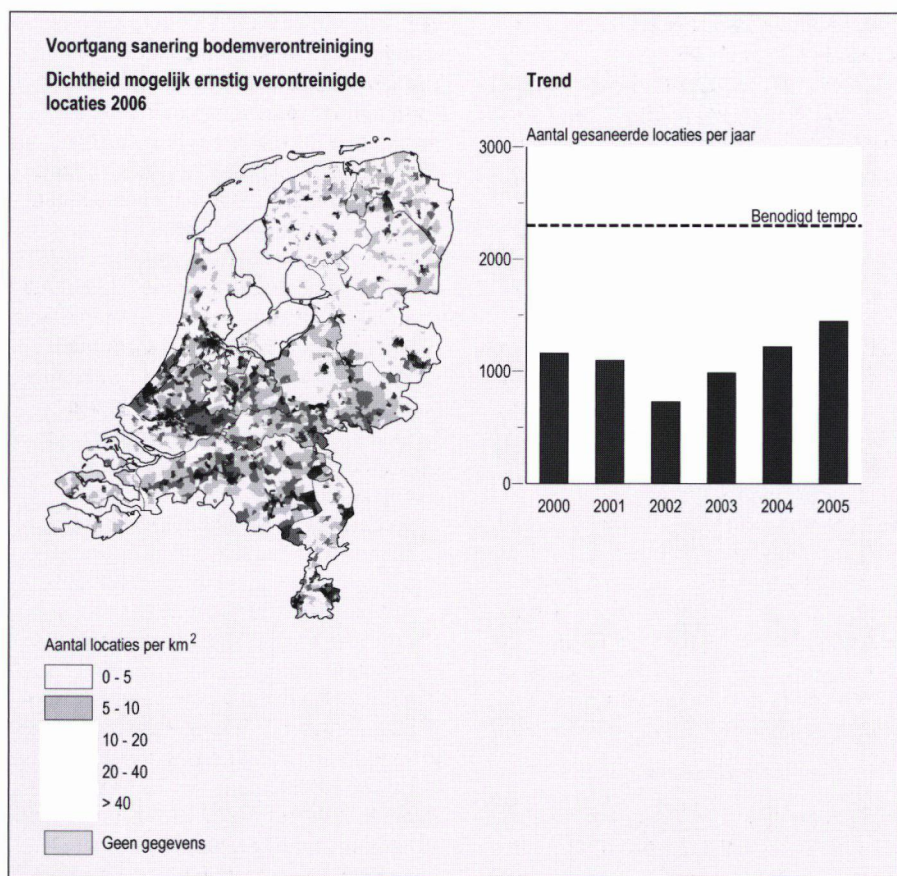 Voortgang sanering bodemverontreiniging
Dichtheid mogelijk ernstig verontreinigde
locaties 2006
Aantal locaties per km²
0 - 5
5 - 10
10 - 20
20 - 40
> 40
Geen gegevens
Trend
Aantal gesaneerde locaties per jaar
3000
Benodigd tempo
2000
1000
0
2000 2001 2002 2003 2004 2005